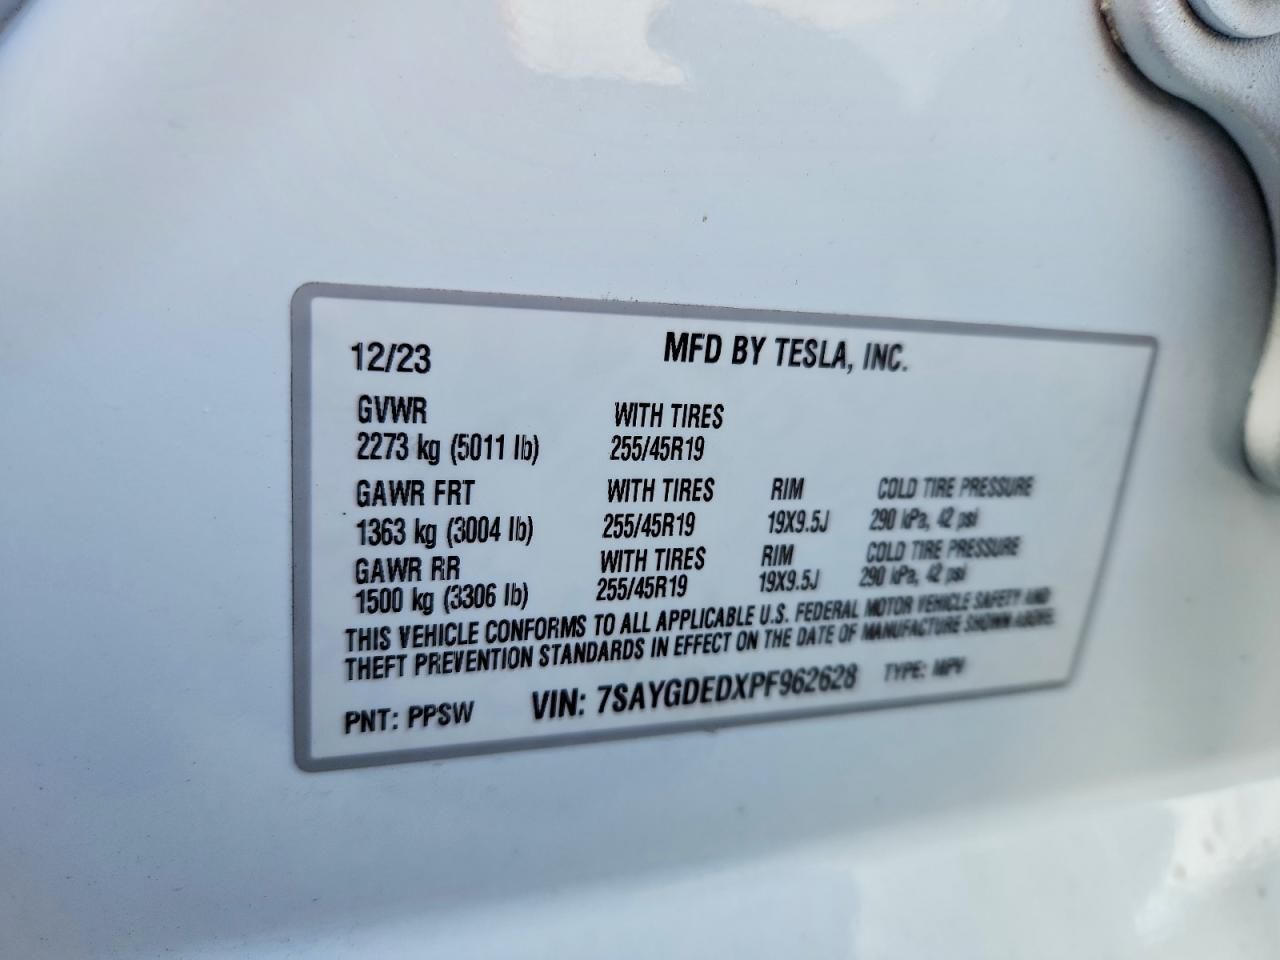 12/23 MFD BY TESLA, INC.
GVWR WITH TIRES
2273 kg (5011 lb) 255/45R19
GAWR FRT WITH TIRES RIM COLD TIRE PRESSURE
1363 kg (3004 lb) 255/45R19 19X9.5J 290 kPa, 42 psi
GAWR RR WITH TIRES RIM COLD TIRE PRESSURE
1500 kg (3306 lb) 255/45R19 19X9.5J 290 kPa, 42 psi
THIS VEHICLE CONFORMS TO ALL APPLICABLE U.S. FEDERAL MOTOR VEHICLE SAFETY AND
THEFT PREVENTION STANDARDS IN EFFECT ON THE DATE OF MANUFACTURE SHOWN ABOVE.
PNT: PPSW VIN: 7SAYGDEDXPF962628 TYPE: MPV